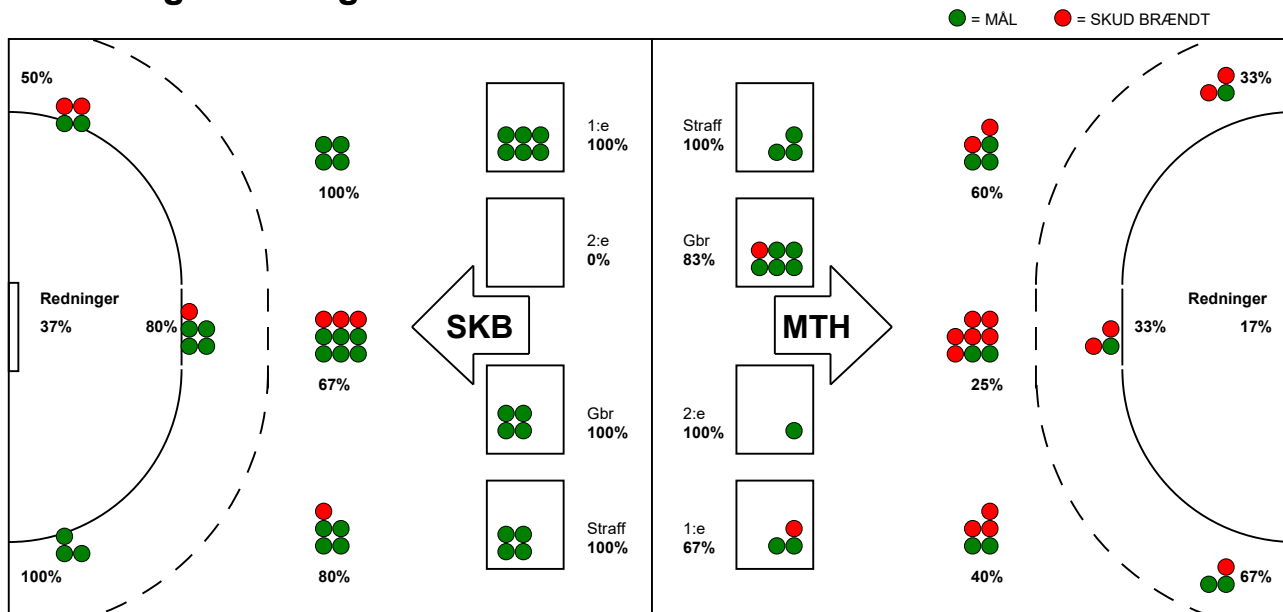 = MÅL
= SKUD BRÆNDT
50%
100%
1:e
100%
2:e
0%
Redninger
37%
80%
SKB
67%
Gbr
100%
Straff
100%
100%
80%
Straff
100%
60%
33%
Gbr
83%
MTH
Redninger
17%
33%
25%
2:e
100%
1:e
67%
40%
67%